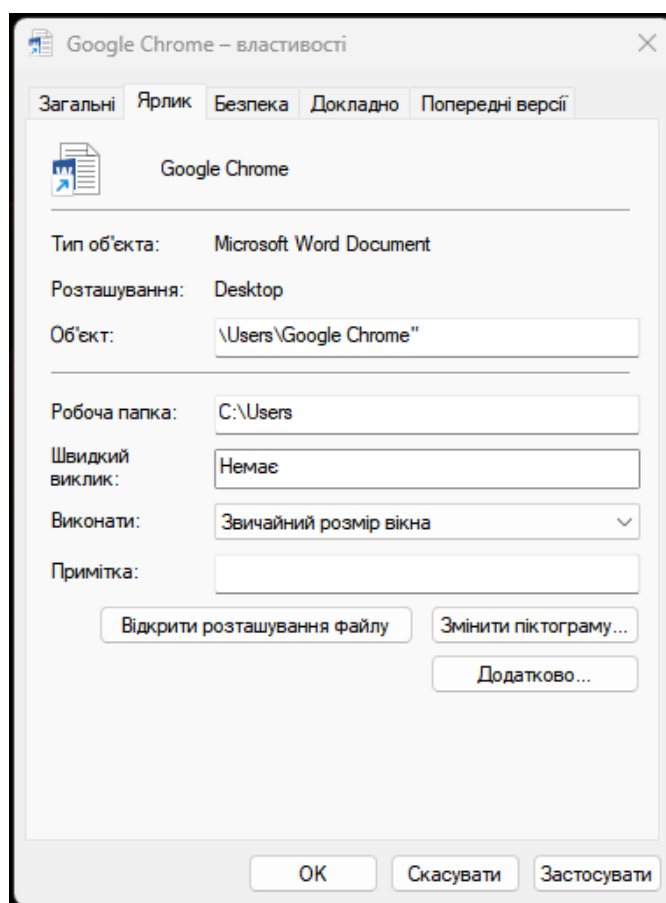 Google Chrome – властивості
Загальні Ярлик Безпека Докладно Попередні версії
Google Chrome
Тип об'єкта: Microsoft Word Document
Розташування: Desktop
Об'єкт: \Users\Google Chrome"
Робоча папка: C:\Users
Швидкий
виклик: Немає
Виконати: Звичайний розмір вікна
Примітка:
Відкрити розташування файлу Змінити піктограму...
Додатково...
ОК Скасувати Застосувати